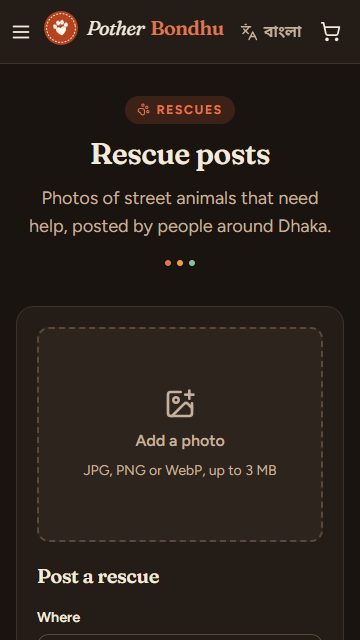 Pother Bondhu
বাংলা
RESCUES
Rescue posts
Photos of street animals that need
help, posted by people around Dhaka.
Add a photo
JPG, PNG or WebP, up to 3 MB
Post a rescue
Where